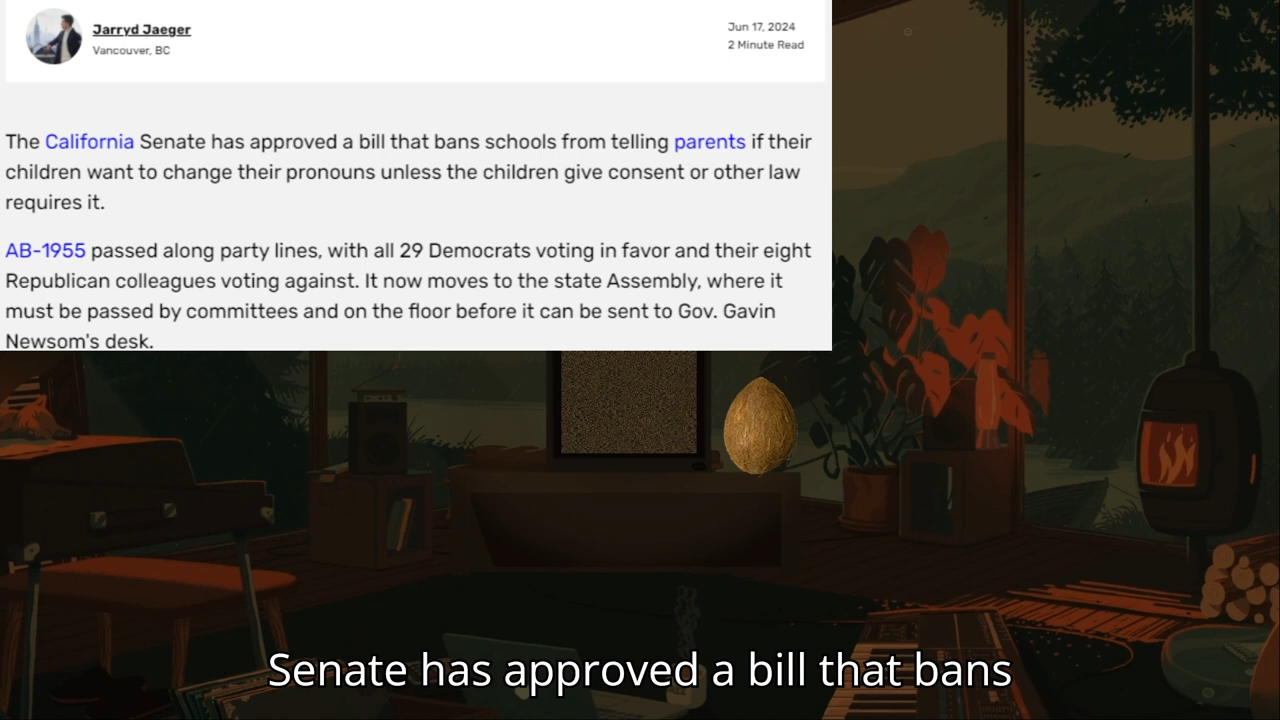 Jarryd Jaeger
Vancouver, BC
Jun 17, 2024
2 Minute Read
The California Senate has approved a bill that bans schools from telling parents if their
children want to change their pronouns unless the children give consent or other law
requires it.
AB-1955 passed along party lines, with all 29 Democrats voting in favor and their eight
Republican colleagues voting against. It now moves to the state Assembly, where it
must be passed by committees and on the floor before it can be sent to Gov. Gavin
Newsom's desk.
Senate has approved a bill that bans